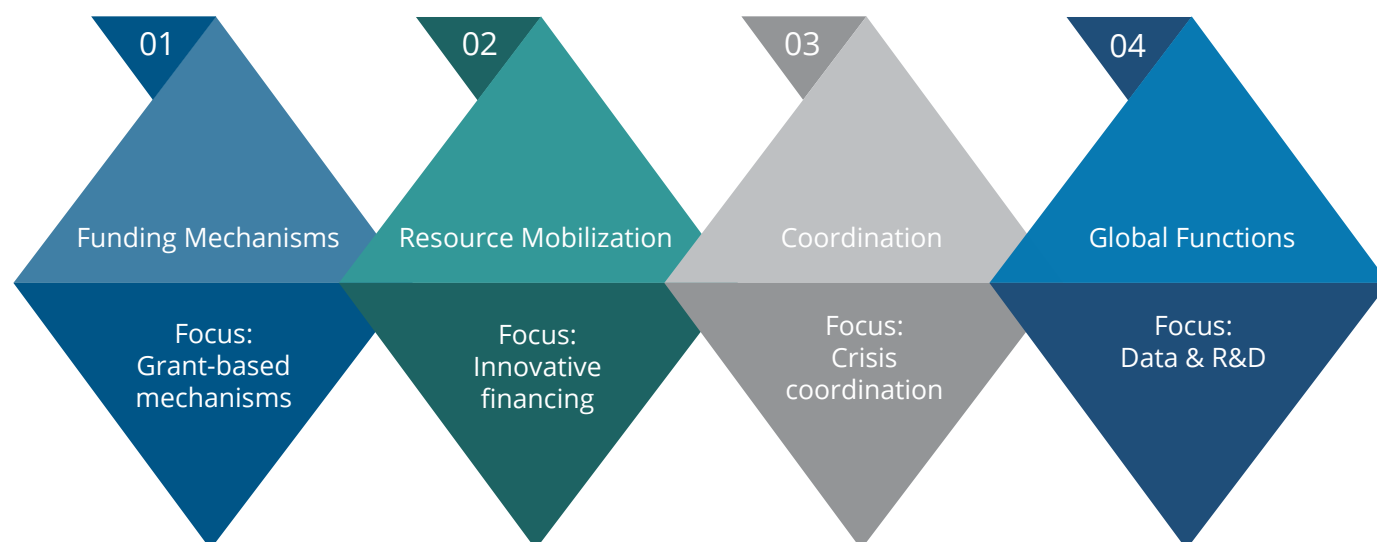 01
Funding Mechanisms
Focus:
Grant-based
mechanisms
02
Resource Mobilization
Focus:
Innovative
financing
03
Coordination
Focus:
Crisis
coordination
04
Global Functions
Focus:
Data & R&D